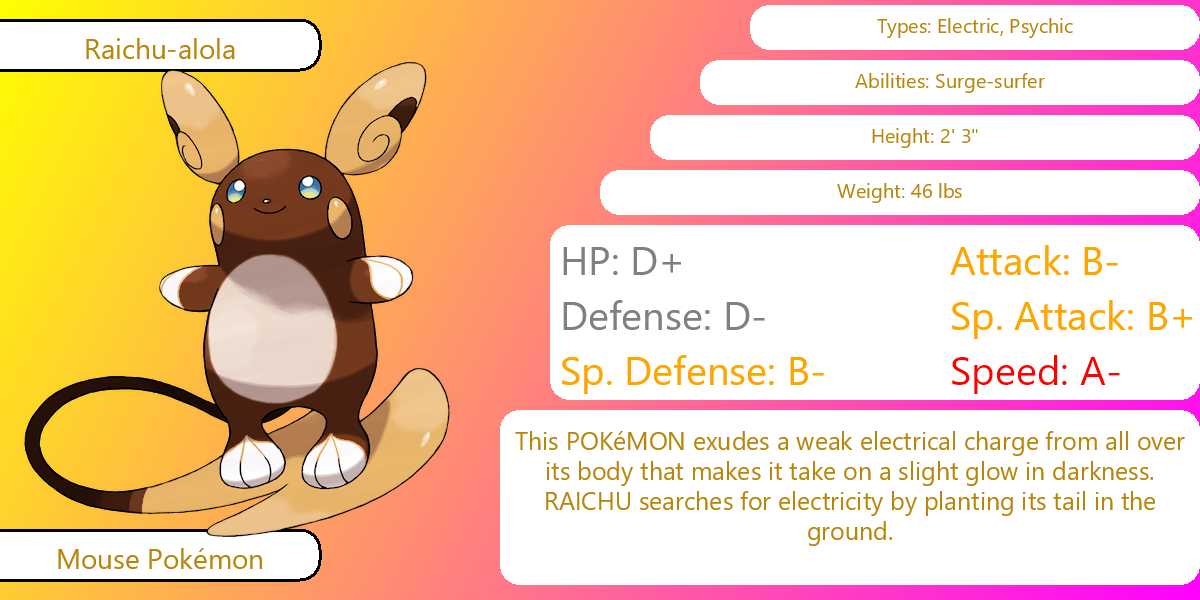 Raichu-alola
Types: Electric, Psychic
Abilities: Surge-surfer
Height: 2' 3"
Weight: 46 lbs
HP: D+
Attack: B-
Defense: D-
Sp. Attack: B+
Sp. Defense: B-
Speed: A-
This POKéMON exudes a weak electrical charge from all over
its body that makes it take on a slight glow in darkness.
RAICHU searches for electricity by planting its tail in the
ground.
Mouse Pokémon